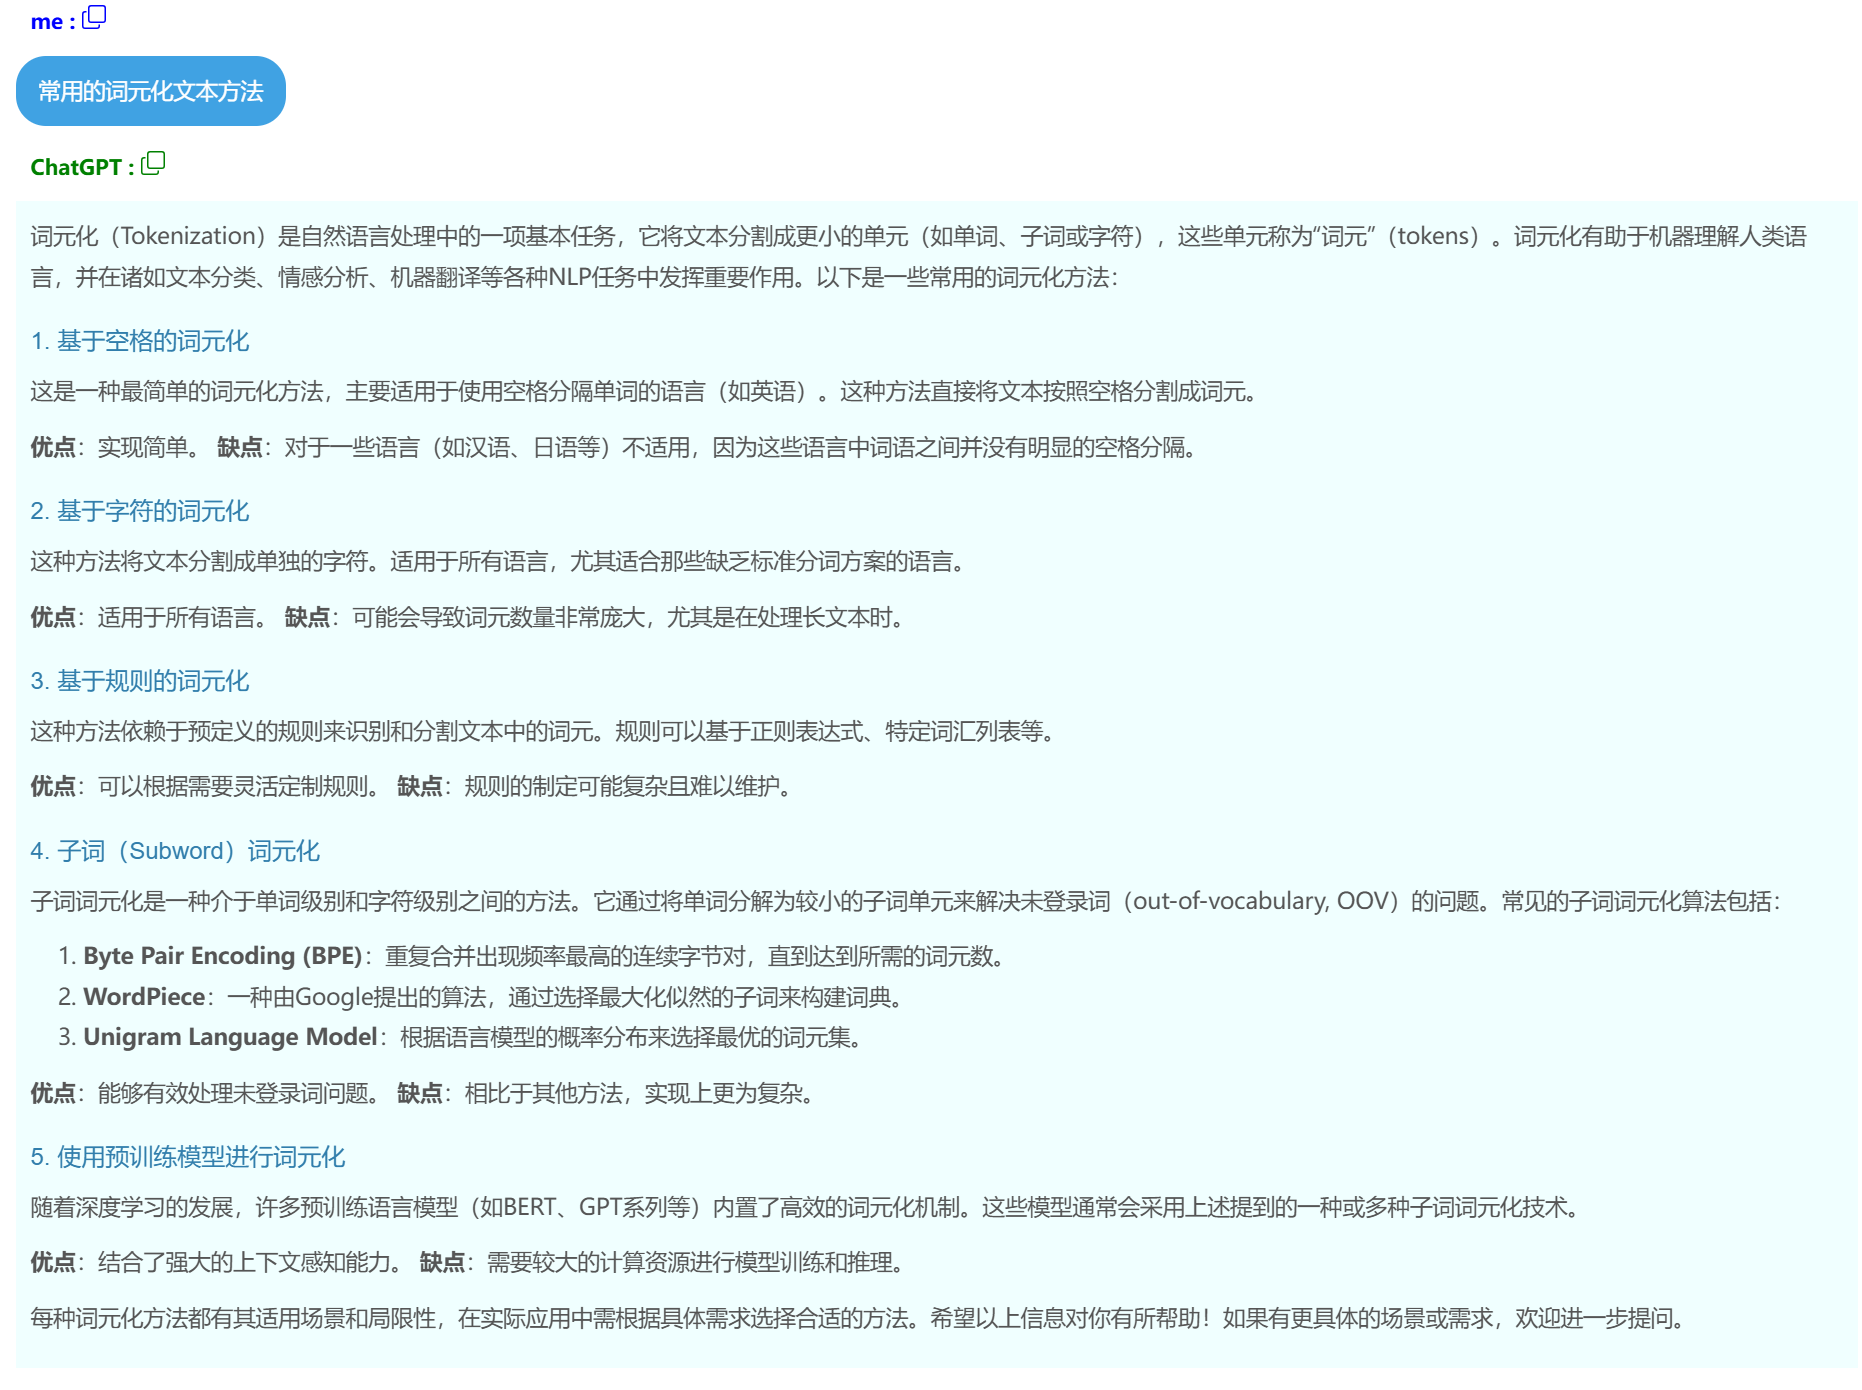 me :
常用的词元化文本方法
ChatGPT :
词元化（Tokenization）是自然语言处理中的一项基本任务，它将文本分割成更小的单元（如单词、子词或字符），这些单元称为“词元”（tokens）。词元化有助于机器理解人类语
言，并在诸如文本分类、情感分析、机器翻译等各种NLP任务中发挥重要作用。以下是一些常用的词元化方法：
1. 基于空格的词元化
这是一种最简单的词元化方法，主要适用于使用空格分隔单词的语言（如英语）。这种方法直接将文本按照空格分割成词元。
优点：实现简单。 缺点：对于一些语言（如汉语、日语等）不适用，因为这些语言中词语之间并没有明显的空格分隔。
2. 基于字符的词元化
这种方法将文本分割成单独的字符。适用于所有语言，尤其适合那些缺乏标准分词方案的语言。
优点：适用于所有语言。 缺点：可能会导致词元数量非常庞大，尤其是在处理长文本时。
3. 基于规则的词元化
这种方法依赖于预定义的规则来识别和分割文本中的词元。规则可以基于正则表达式、特定词汇列表等。
优点：可以根据需要灵活定制规则。 缺点：规则的制定可能复杂且难以维护。
4. 子词（Subword）词元化
子词词元化是一种介于单词级别和字符级别之间的方法。它通过将单词分解为较小的子词单元来解决未登录词（out-of-vocabulary, OOV）的问题。常见的子词词元化算法包括：
1. Byte Pair Encoding (BPE)：重复合并出现频率最高的连续字节对，直到达到所需的词元数。
2. WordPiece：一种由Google提出的算法，通过选择最大化似然的子词来构建词典。
3. Unigram Language Model：根据语言模型的概率分布来选择最优的词元集。
优点：能够有效处理未登录词问题。 缺点：相比于其他方法，实现上更为复杂。
5. 使用预训练模型进行词元化
随着深度学习的发展，许多预训练语言模型（如BERT、GPT系列等）内置了高效的词元化机制。这些模型通常会采用上述提到的一种或多种子词词元化技术。
优点：结合了强大的上下文感知能力。 缺点：需要较大的计算资源进行模型训练和推理。
每种词元化方法都有其适用场景和局限性，在实际应用中需根据具体需求选择合适的方法。希望以上信息对你有所帮助！如果有更具体的场景或需求，欢迎进一步提问。